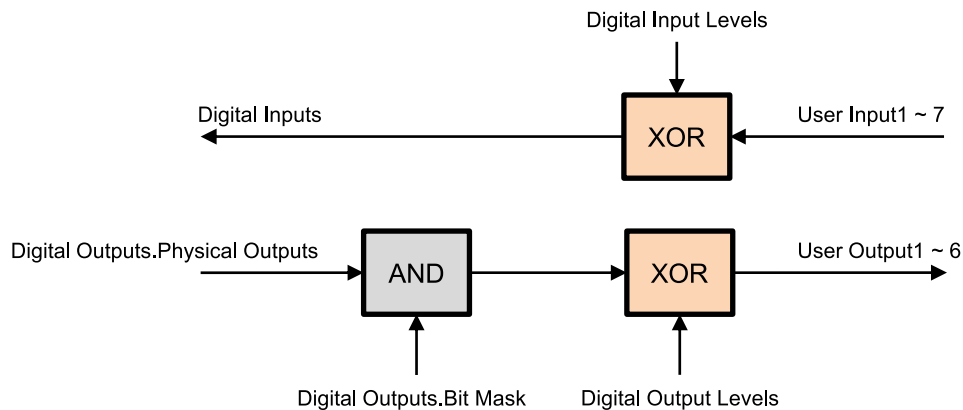 Digital Input Levels
Digital Inputs
XOR
User Input1 ~ 7
Digital Outputs.Physical Outputs
AND
XOR
User Output1 ~ 6
Digital Outputs.Bit Mask
Digital Output Levels